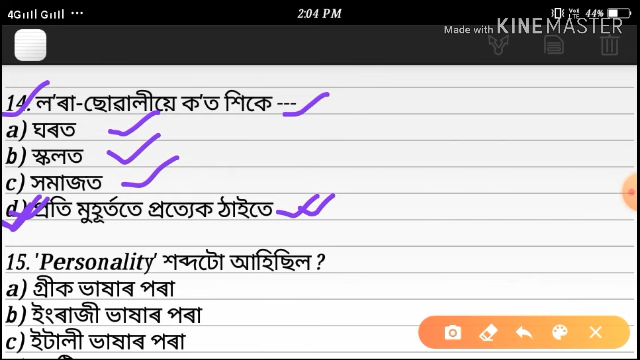 4G 4G ... 2:04 PM 44%
Made with KINEMASTER
14. ল'ৰা-ছোৱালীয়ে ক'ত শিকে ---
a) ঘৰত
b) স্কুলত
c) সমাজত
d) প্ৰতি মুহূৰ্ততে প্ৰত্যেক ঠাইতে
15. 'Personality' শব্দটো আহিছিল ?
a) গ্ৰীক ভাষাৰ পৰা
b) ইংৰাজী ভাষাৰ পৰা
c) ইটালী ভাষাৰ পৰা